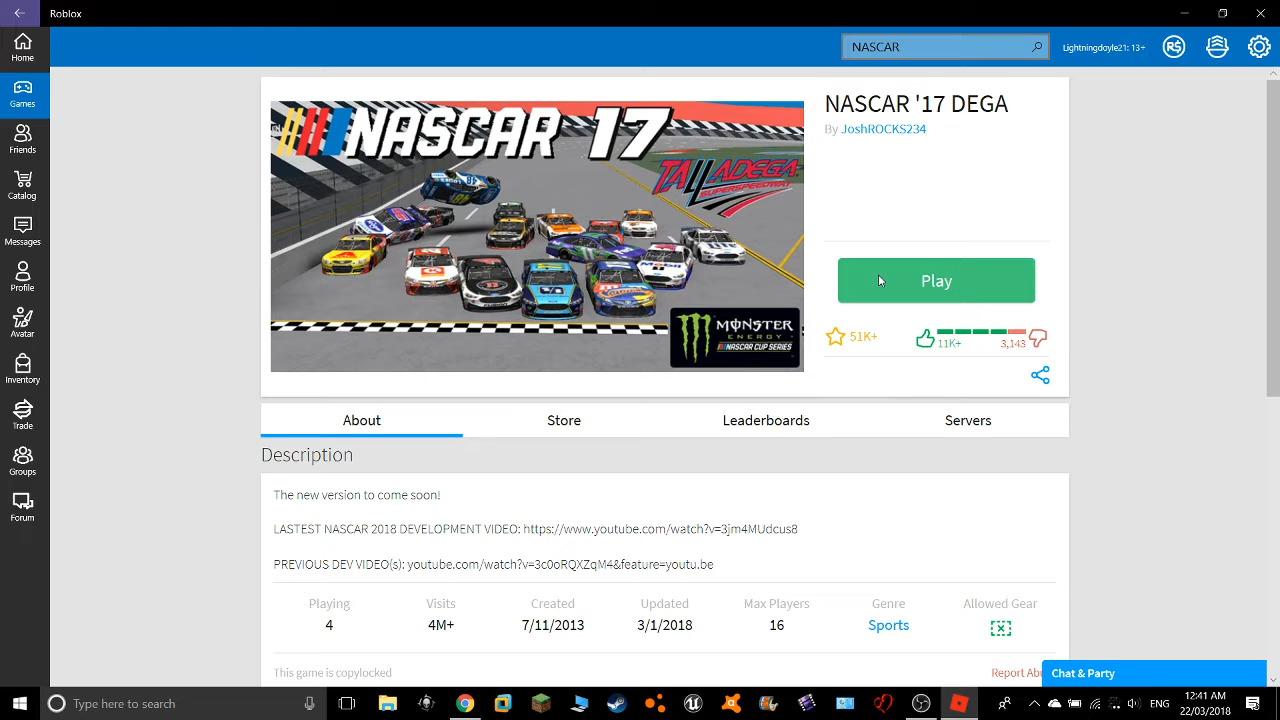 Roblox
Home
Games
Friends
Catalog
Messages
Profile
Avatar
Inventory
Trade
Groups
Forum
NASCAR
Lightningdoyle21: 13+
R$
NASCAR 17
TALLADEGA
SUPERSPEEDWAY
MONSTER
ENERGY
NASCAR CUP SERIES
NASCAR '17 DEGA
By JoshROCKS234
Play
51K+
11K+
3,143
About
Store
Leaderboards
Servers
Description
The new version to come soon!
LASTEST NASCAR 2018 DEVELOPMENT VIDEO: https://www.youtube.com/watch?v=3jm4MUdcus8
PREVIOUS DEV VIDEO(s): youtube.com/watch?v=3c0oRQXZqM4&feature=youtu.be
Playing Visits Created Updated Max Players Genre Allowed Gear
4 4M+ 7/11/2013 3/1/2018 16 Sports
This game is copylocked
Report Abu
Chat & Party
Type here to search
ENG
12:41 AM
22/03/2018